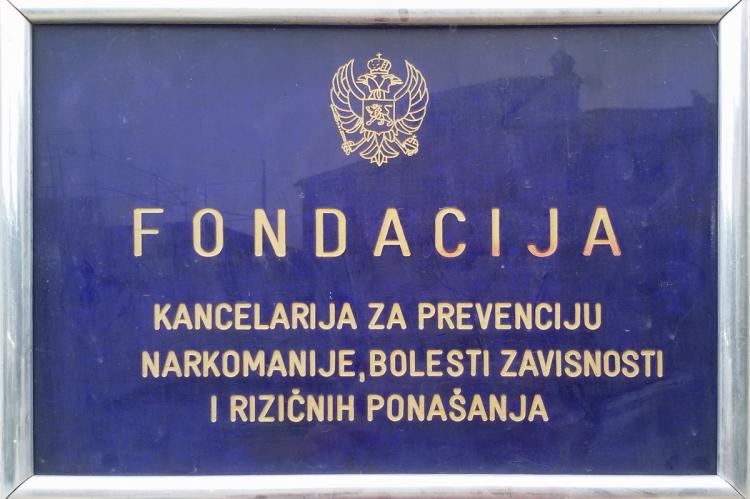 FONDACIJA
KANCELARIJA ZA PREVENCIJU
NARKOMANIJE, BOLESTI ZAVISNOSTI
I RIZIČNIH PONAŠANJA